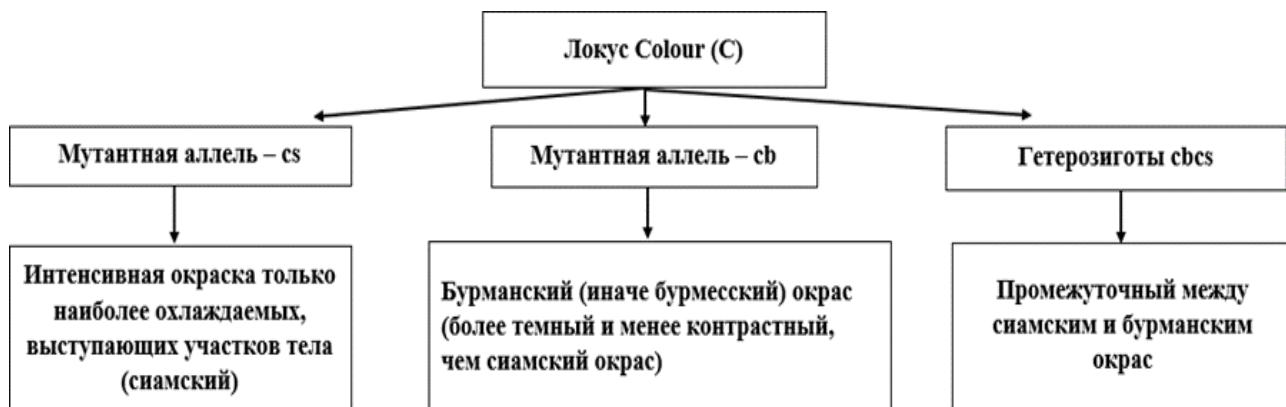 Локус Colour (C)
Мутантная аллель – cs
Мутантная аллель – cb
Гетерозиготы cbcs
Интенсивная окраска только
наиболее охлаждаемых,
выступающих участков тела
(сиамский)
Бурманский (иначе бурмесский) окрас
(более темный и менее контрастный,
чем сиамский окрас)
Промежуточный между
сиамским и бурманским
окрас